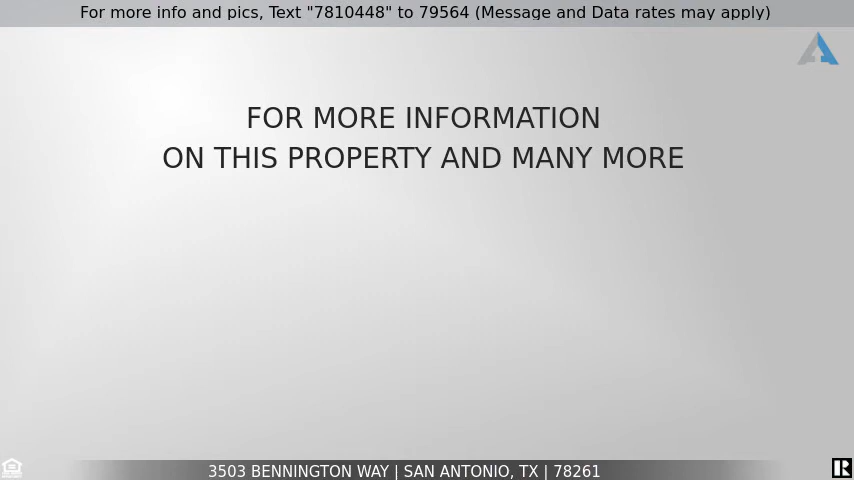 For more info and pics, Text "7810448" to 79564 (Message and Data rates may apply)
FOR MORE INFORMATION
ON THIS PROPERTY AND MANY MORE
3503 BENNINGTON WAY | SAN ANTONIO, TX | 78261